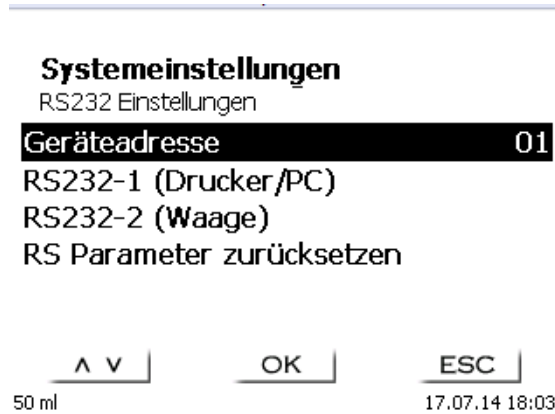 Systemeinstellungen
RS232 Einstellungen
Geräteadresse 01
RS232-1 (Drucker/PC)
RS232-2 (Waage)
RS Parameter zurücksetzen
∧ ∨ OK ESC
50 ml 17.07.14 18:03